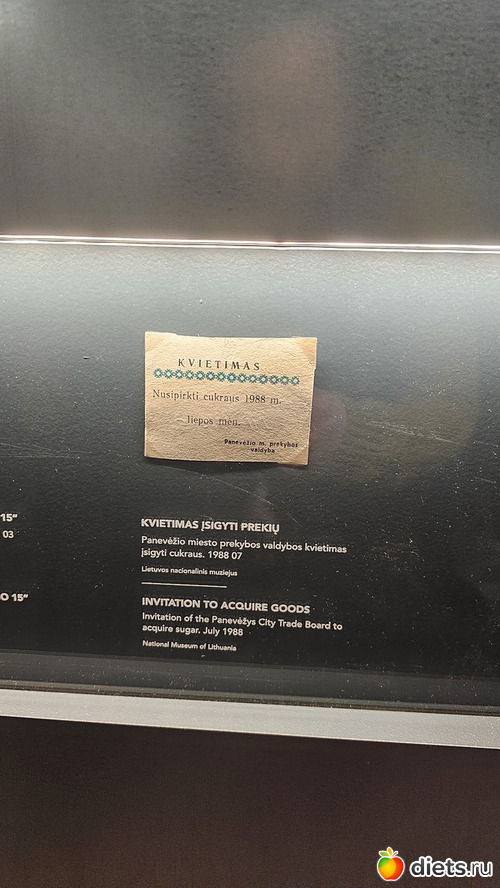 KVIETIMAS
Nusipirkti cukraus 1988 m.
liepos mėn.
Panevėžio m. prekybos
valdyba
15"
03
O 15"
KVIETIMAS ĮSIGYTI PREKIŲ
Panevėžio miesto prekybos valdybos kvietimas
įsigyti cukraus. 1988 07
Lietuvos nacionalinis muziejus
INVITATION TO ACQUIRE GOODS
Invitation of the Panevėžys City Trade Board to
acquire sugar. July 1988
National Museum of Lithuania
diets.ru